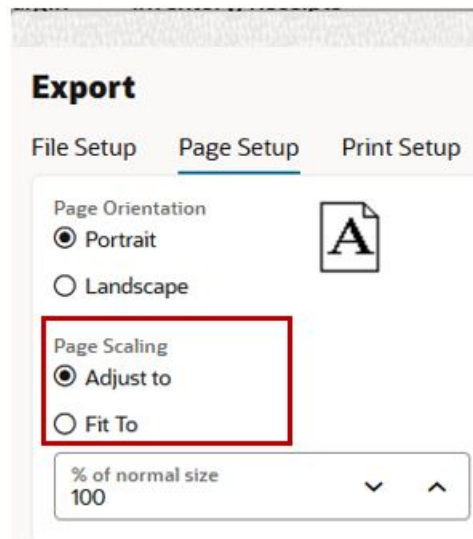 Export
File Setup Page Setup Print Setup
Page Orientation
Portrait
A
Landscape
Page Scaling
Adjust to
Fit To
% of normal size
100